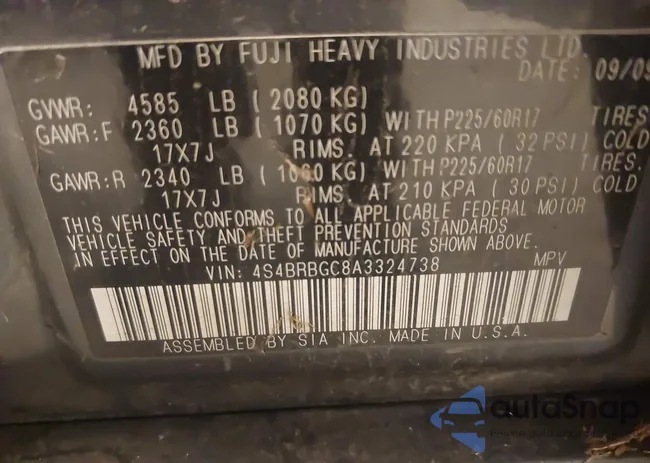 MFD BY FUJI HEAVY INDUSTRIES LTD.
DATE: 09/09
GVWR: 4585 LB (2080 KG)
GAWR:F 2360 LB (1070 KG) WITH P225/60R17 TIRES
17X7J RIMS. AT 220 KPA (32 PSI) COLD
GAWR:R 2340 LB (1060 KG) WITH P225/60R17 TIRES.
17X7J RIMS. AT 210 KPA (30 PSI) COLD
THIS VEHICLE CONFORMS TO ALL APPLICABLE FEDERAL MOTOR
VEHICLE SAFETY AND THEFT PREVENTION STANDARDS
IN EFFECT ON THE DATE OF MANUFACTURE SHOWN ABOVE.
VIN: 4S4BRBGC8A3324738 MPV
ASSEMBLED BY SIA INC. MADE IN U.S.A.
autoSnap